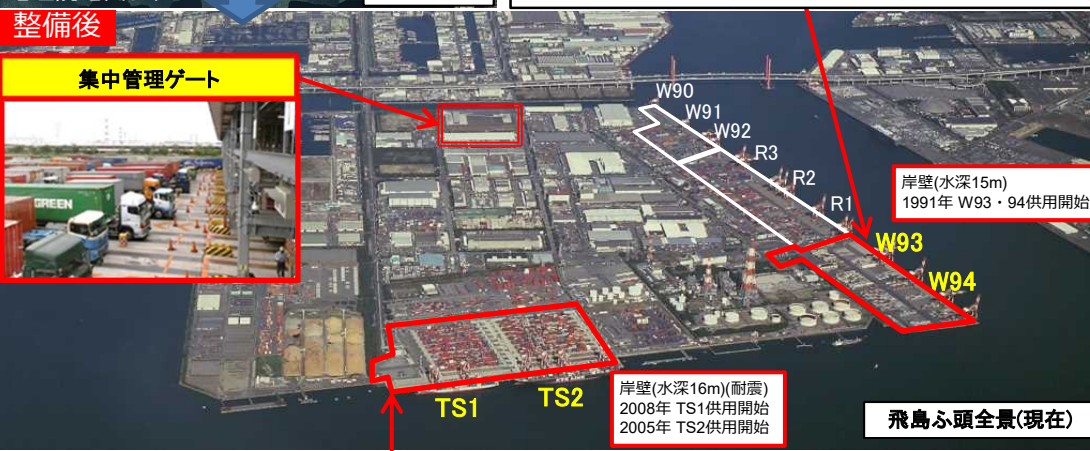 整備後
集中管理ゲート
GREEN
W90
W91
W92
R3
R2
R1
岸壁(水深15m)
1991年 W93・94供用開始
W93
W94
TS1
TS2
岸壁(水深16m)(耐震)
2008年 TS1供用開始
2005年 TS2供用開始
飛島ふ頭全景(現在)